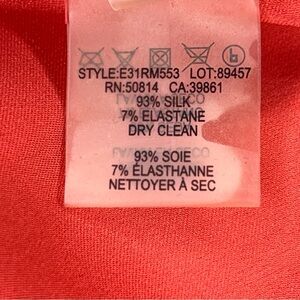 STYLE:E31RM553 LOT:89457
RN:50814 CA:39861
93% SILK
7% ELASTANE
DRY CLEAN
93% SOIE
7% ÉLASTHANNE
NETTOYER À SEC